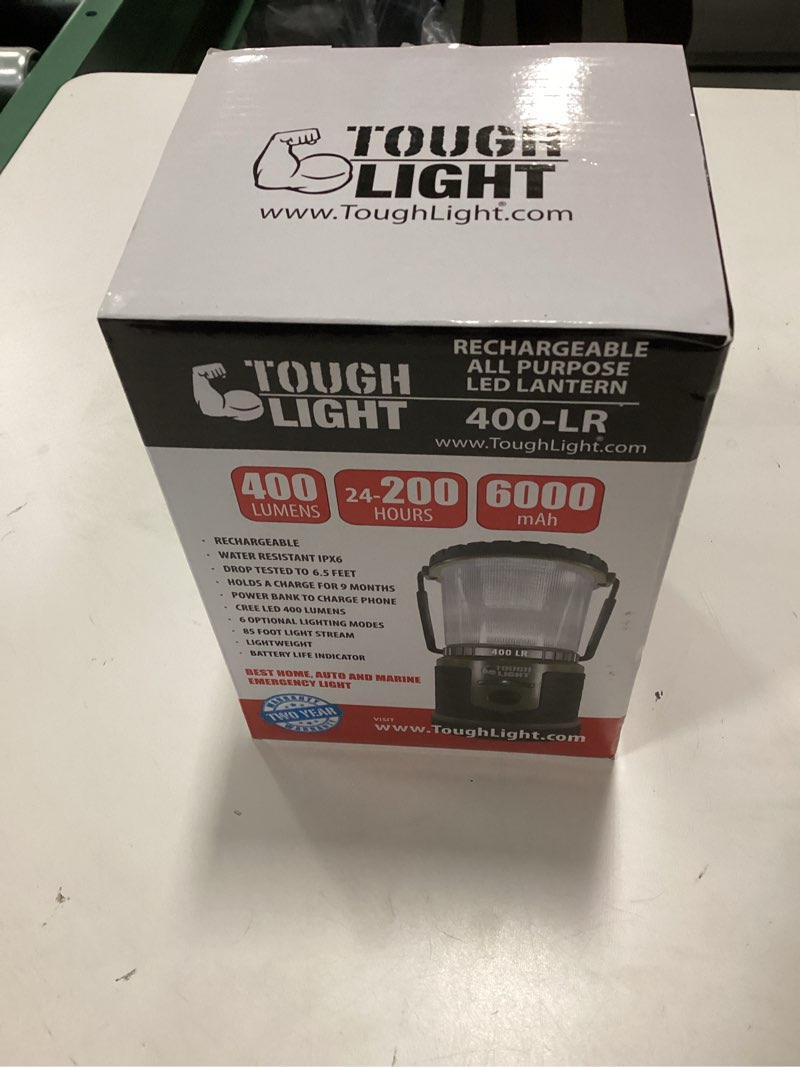 TOUGH
LIGHT
www.ToughLight.com
TOUGH
LIGHT
RECHARGEABLE
ALL PURPOSE
LED LANTERN
400-LR
www.ToughLight.com
400
LUMENS
24-200
HOURS
6000
mAh
· RECHARGEABLE
· WATER RESISTANT IPX6
· DROP TESTED TO 6.5 FEET
· HOLDS A CHARGE FOR 9 MONTHS
· POWER BANK TO CHARGE PHONE
· CREE LED 400 LUMENS
· 6 OPTIONAL LIGHTING MODES
· 85 FOOT LIGHT STREAM
· LIGHTWEIGHT
· BATTERY LIFE INDICATOR
BEST HOME, AUTO AND MARINE
EMERGENCY LIGHT
WARRANTY
TWO YEAR
WARRANTY
400 LR
TOUGH
LIGHT
VISIT
www.ToughLight.com